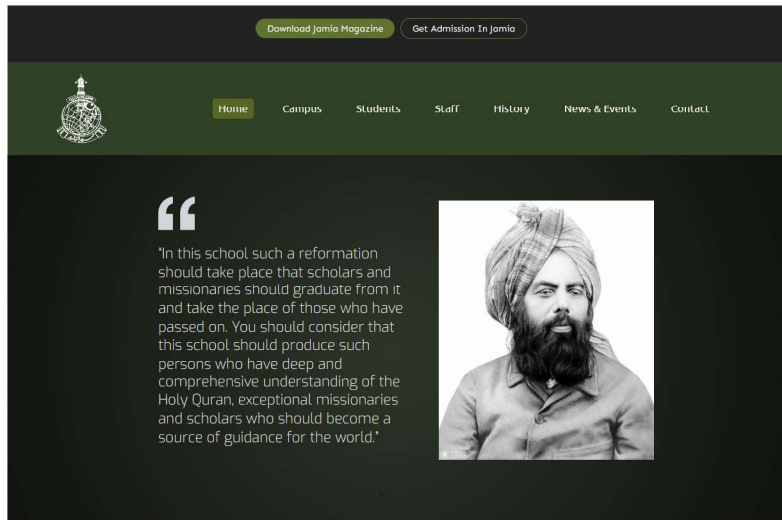 Download Jamia Magazine
Get Admission In Jamia
Home
Campus
Students
Staff
History
News & Events
Contact
“
“In this school such a reformation
should take place that scholars and
missionaries should graduate from it
and take the place of those who have
passed on. You should consider that
this school should produce such
persons who have deep and
comprehensive understanding of the
Holy Quran, exceptional missionaries
and scholars who should become a
source of guidance for the world.”